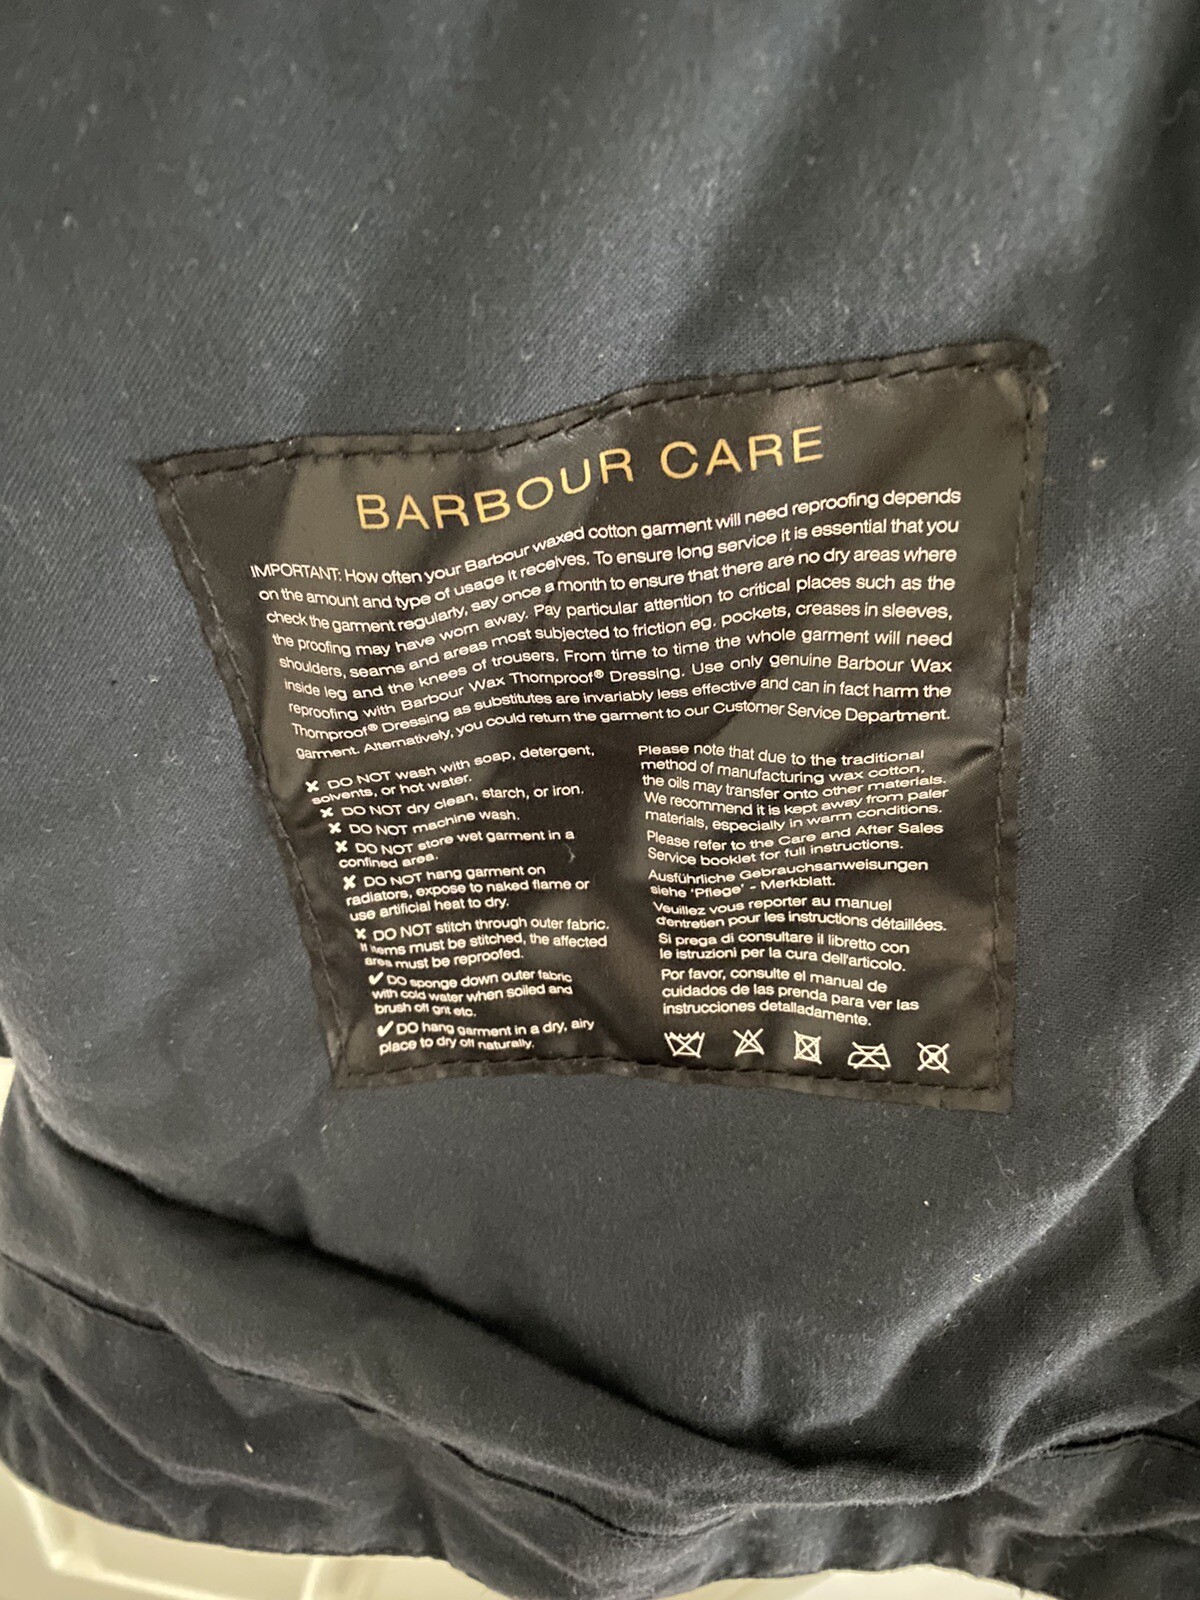 BARBOUR CARE
IMPORTANT: How often your Barbour waxed cotton garment will need reproofing depends
on the amount and type of usage it receives. To ensure long service it is essential that you
check the garment regularly, say once a month to ensure that there are no dry areas where
the proofing may have worn away. Pay particular attention to critical places such as the
shoulders, seams and areas most subjected to friction eg. pockets, creases in sleeves,
inside leg and the knees of trousers. From time to time the whole garment will need
reproofing with Barbour Wax Thornproof® Dressing. Use only genuine Barbour Wax
Thornproof® Dressing as substitutes are invariably less effective and can in fact harm the
garment. Alternatively, you could return the garment to our Customer Service Department.
✘ DO NOT wash with soap, detergent,
solvents, or hot water.
✘ DO NOT dry clean, starch, or iron.
✘ DO NOT machine wash.
✘ DO NOT store wet garment in a
confined area.
✘ DO NOT hang garment on
radiators, expose to naked flame or
use artificial heat to dry.
✘ DO NOT stitch through outer fabric.
If items must be stitched, the affected
area must be reproofed.
✔ DO sponge down outer fabric
with cold water when soiled and
brush off grit etc.
✔ DO hang garment in a dry, airy
place to dry off naturally.
Please note that due to the traditional
method of manufacturing wax cotton,
the oils may transfer onto other materials.
We recommend it is kept away from paler
materials, especially in warm conditions.
Please refer to the Care and After Sales
Service booklet for full instructions.
Ausführliche Gebrauchsanweisungen
siehe 'Pflege' - Merkblatt.
Veuillez vous reporter au manuel
d'entretien pour les instructions détaillées.
Si prega di consultare il libretto con
le istruzioni per la cura dell'articolo.
Por favor, consulte el manual de
cuidados de las prenda para ver las
instrucciones detalladamente.